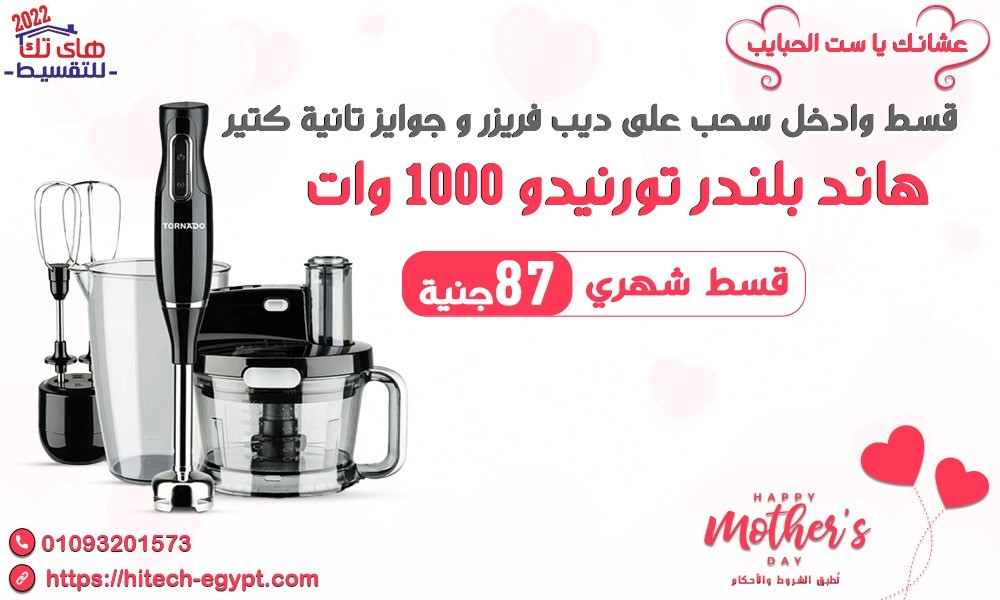 2022
هاى تك
-للتقسيط-
عشانك يا ست الحبايب
قسط وادخل سحب على ديب فريزر و جوايز تانية كتير
هاند بلندر تورنيدو 1000 وات
قسط شهري 87جنية
TORNADO
HAPPY
Mother's
DAY
تُطبق الشروط والأحكام
01093201573
https://hitech-egypt.com